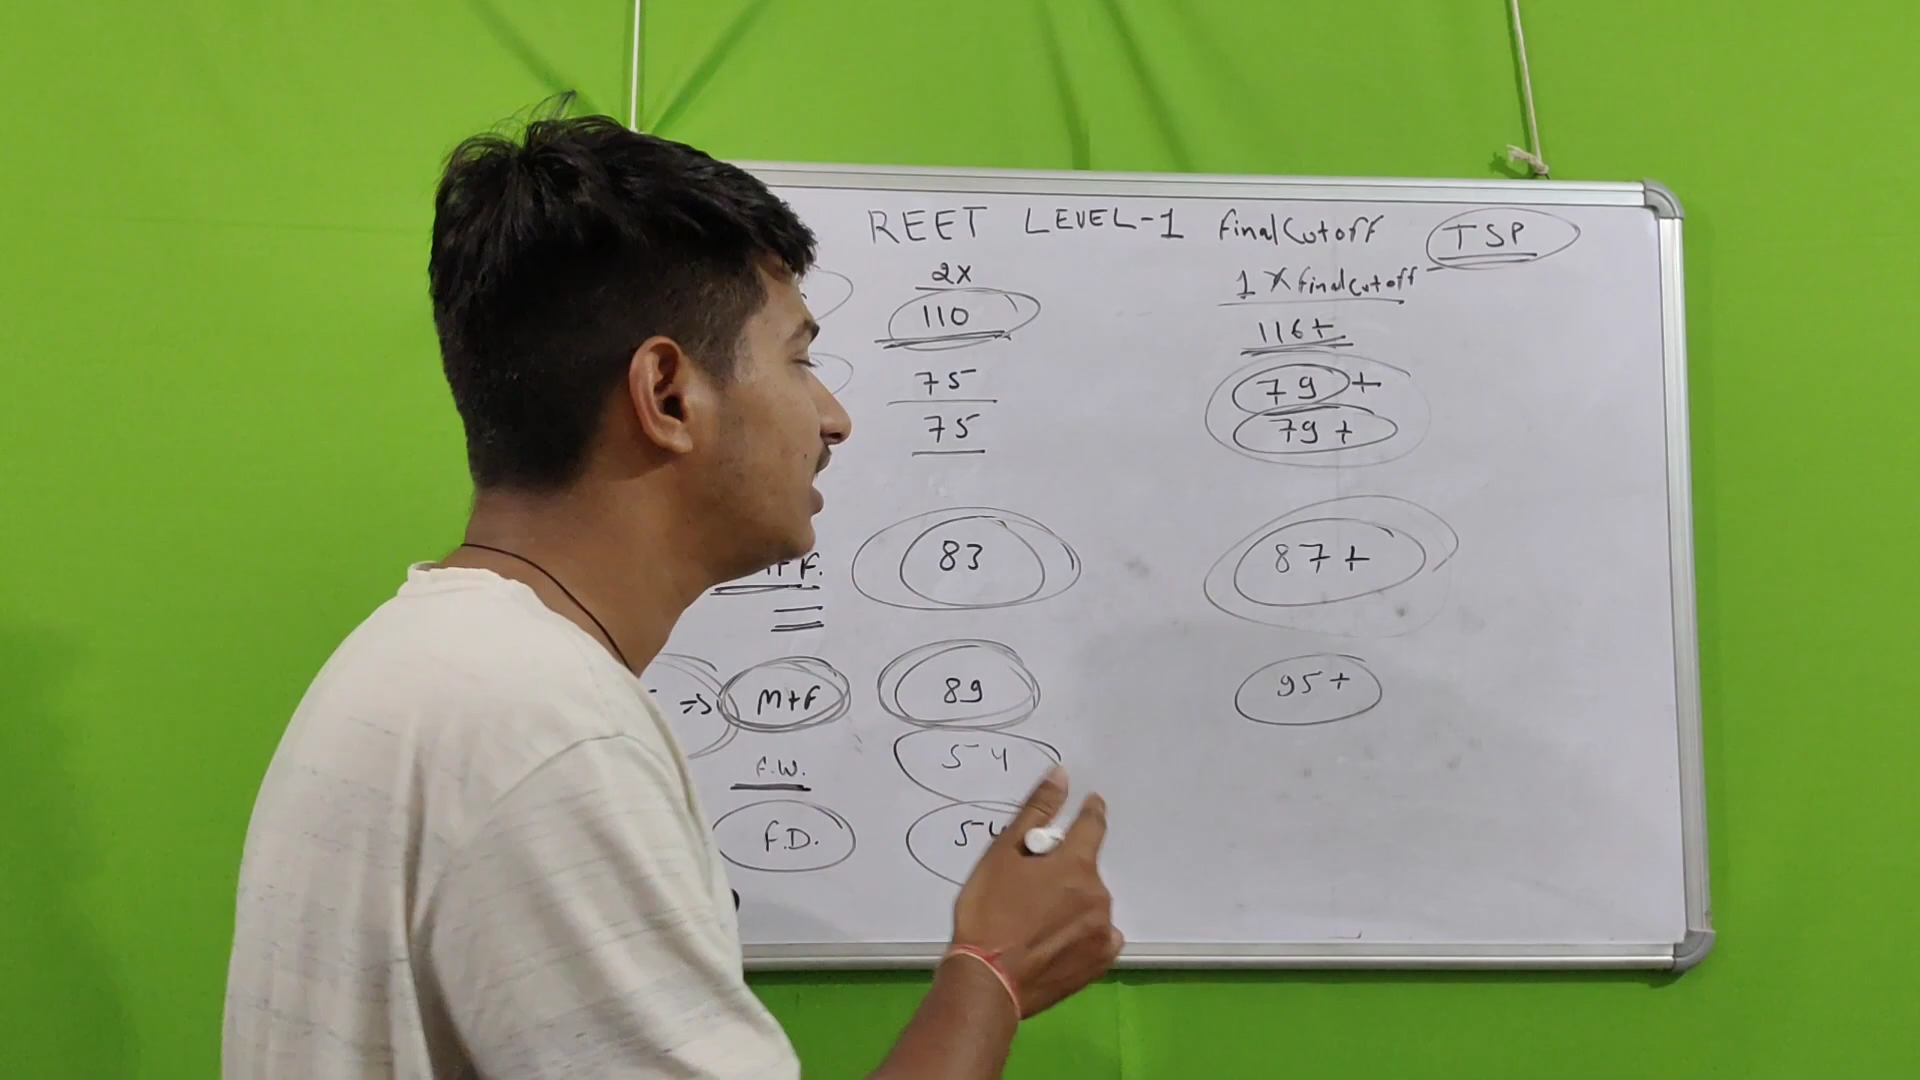 REET LEVEL-1 final Cutoff TSP
2X 1 X final cutoff
110 116+
75 79+
75 79+
F. 83 87+
=> M+F 89 95+
F.W. 54
F.D. 54